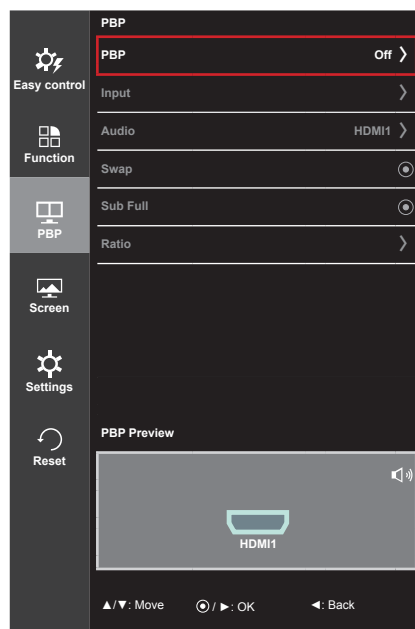 PBP
PBP Off
Easy control
Input
Audio HDMI1
Function
Swap
Sub Full
PBP
Ratio
Screen
Settings
PBP Preview
Reset
HDMI1
▲/▼: Move ◉/ ►: OK ◄: Back